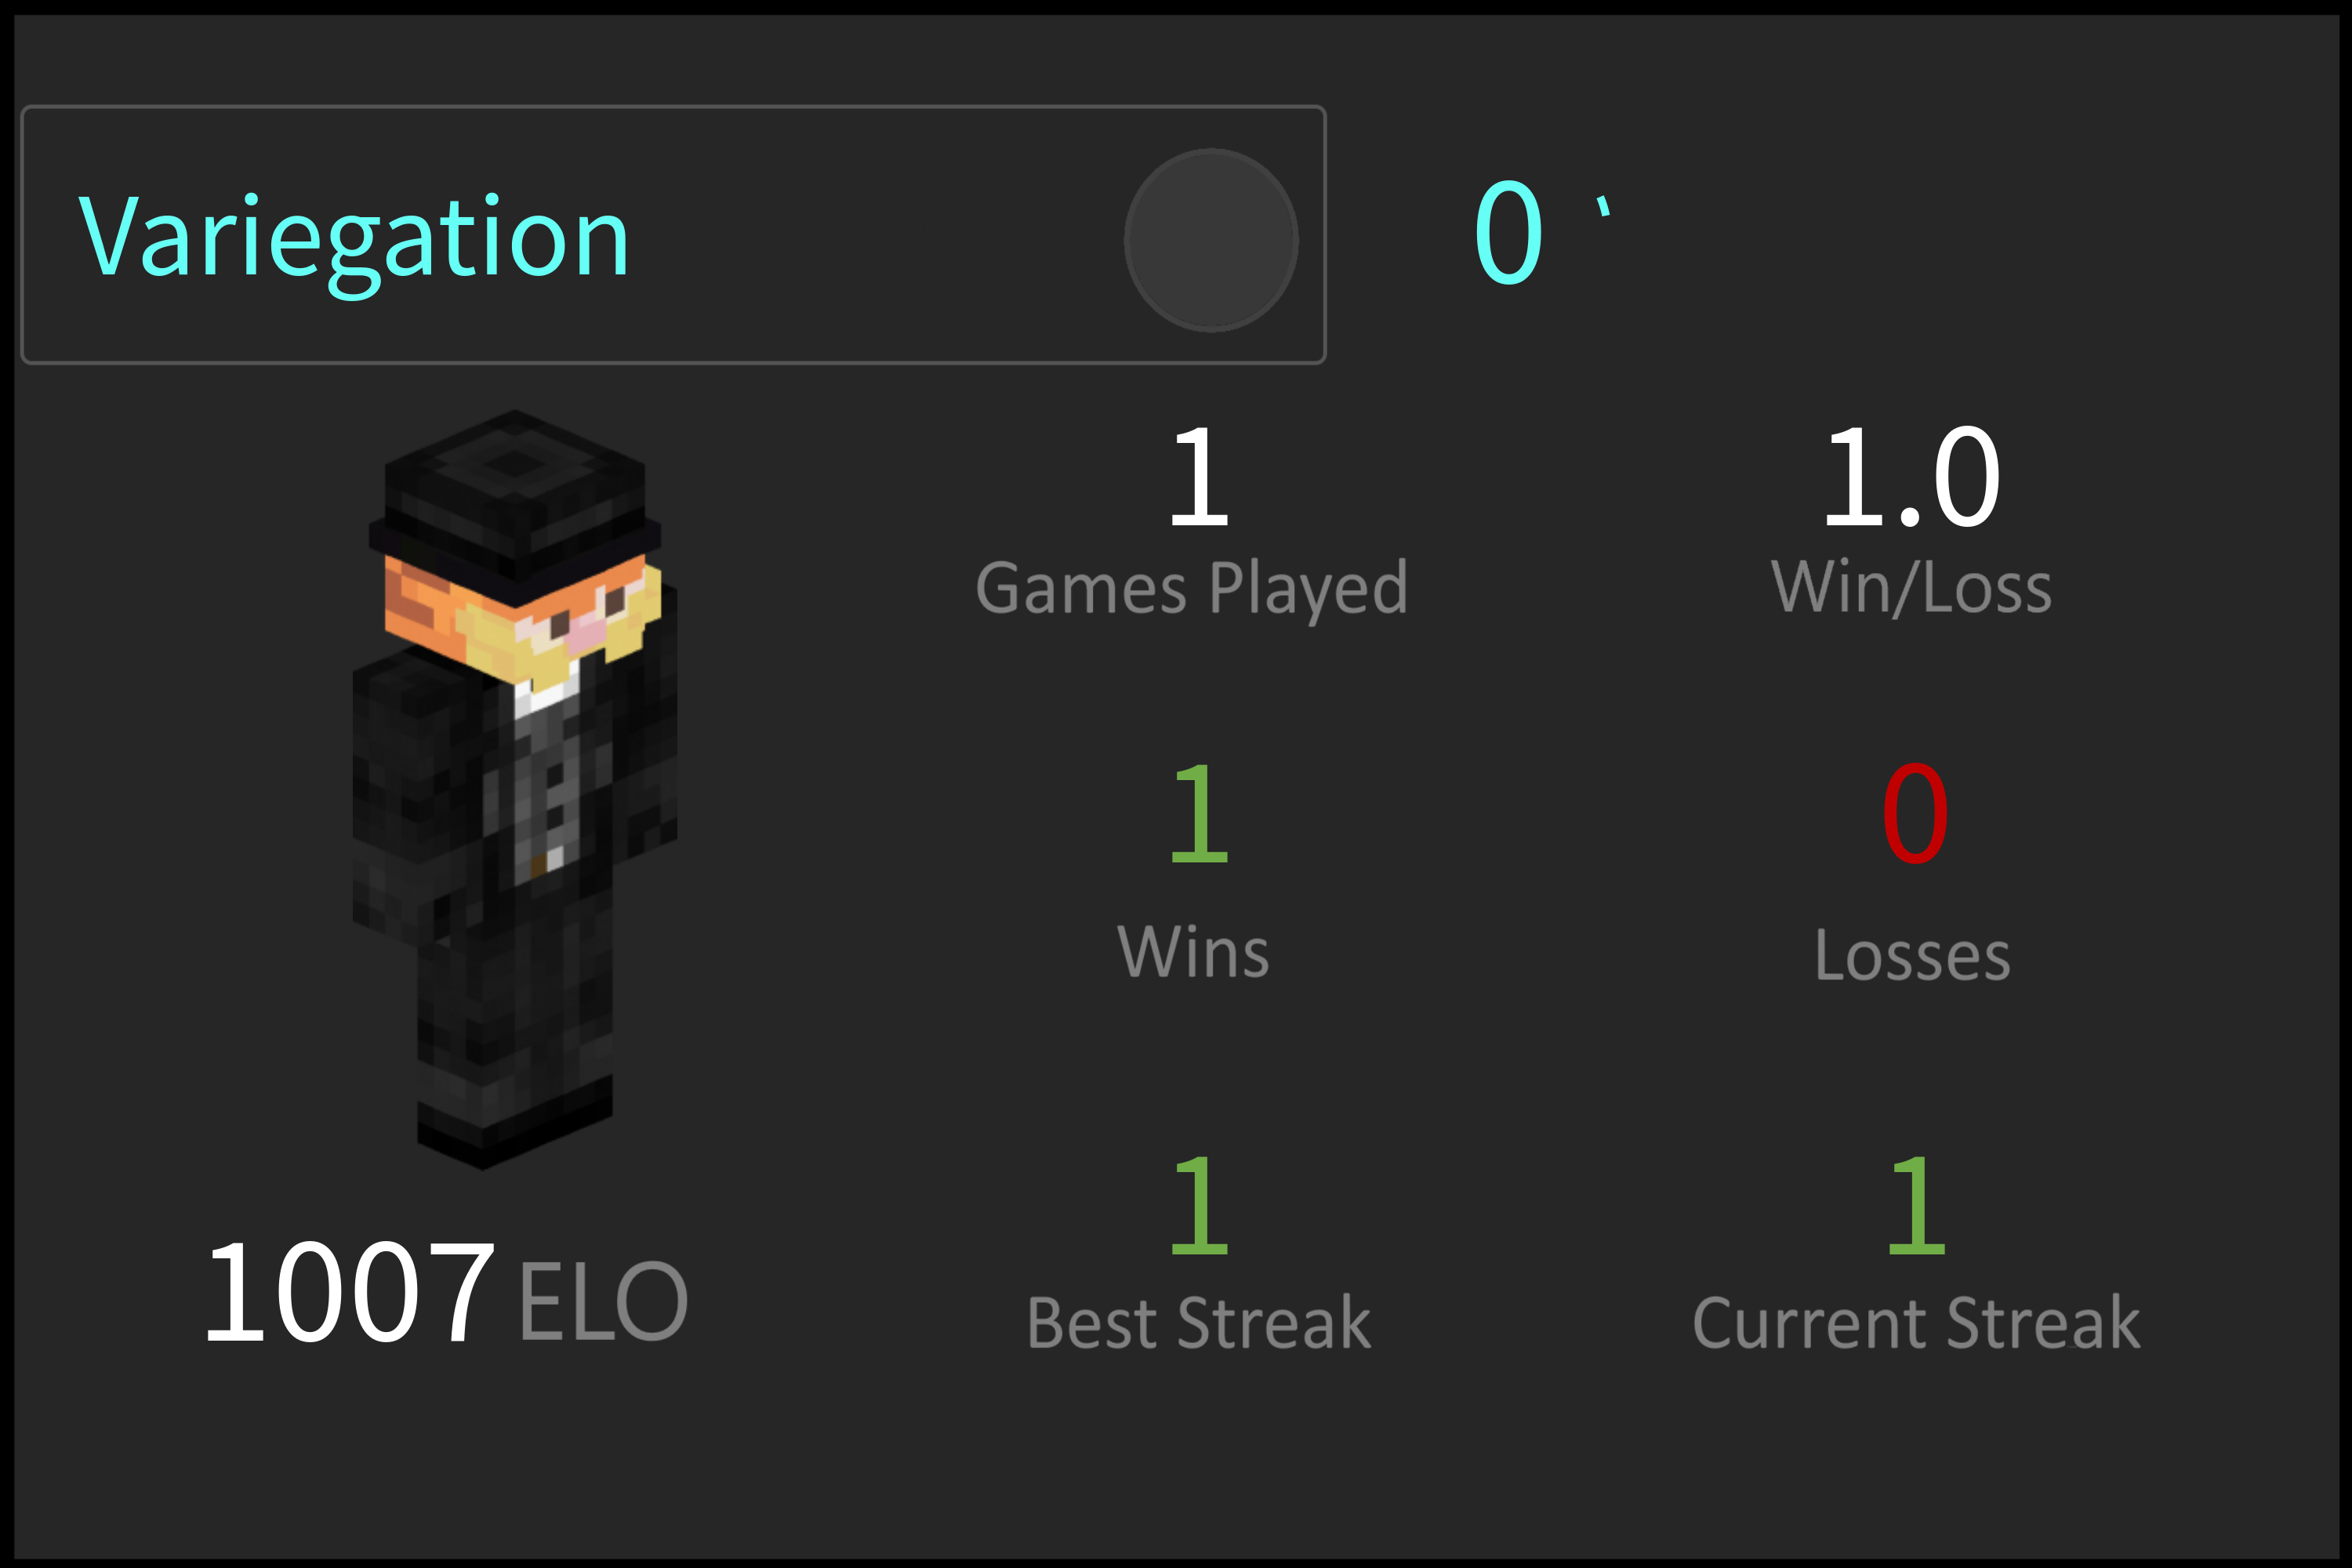 Variegation
0 '
1
1.0
Games Played
Win/Loss
1
0
Wins
Losses
1
1
1007 ELO
Best Streak
Current Streak